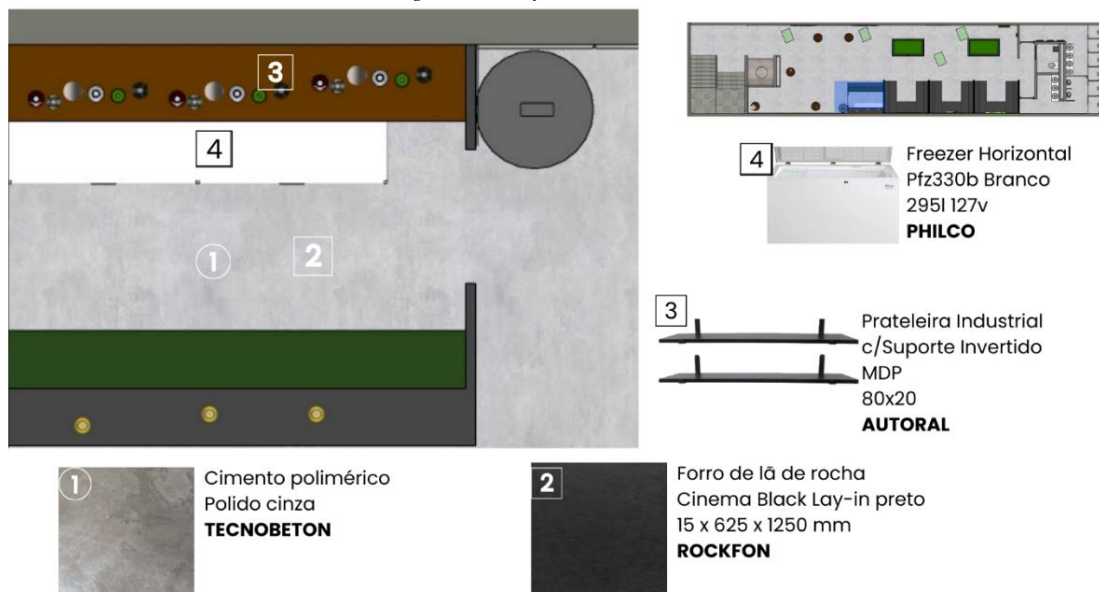 3
4
1
2
4
Freezer Horizontal
Pfz330b Branco
295l 127v
PHILCO
3
Prateleira Industrial
c/Suporte Invertido
MDP
80x20
AUTORAL
1
Cimento polimérico
Polido cinza
TECNOBETON
2
Forro de lã de rocha
Cinema Black Lay-in preto
15 x 625 x 1250 mm
ROCKFON